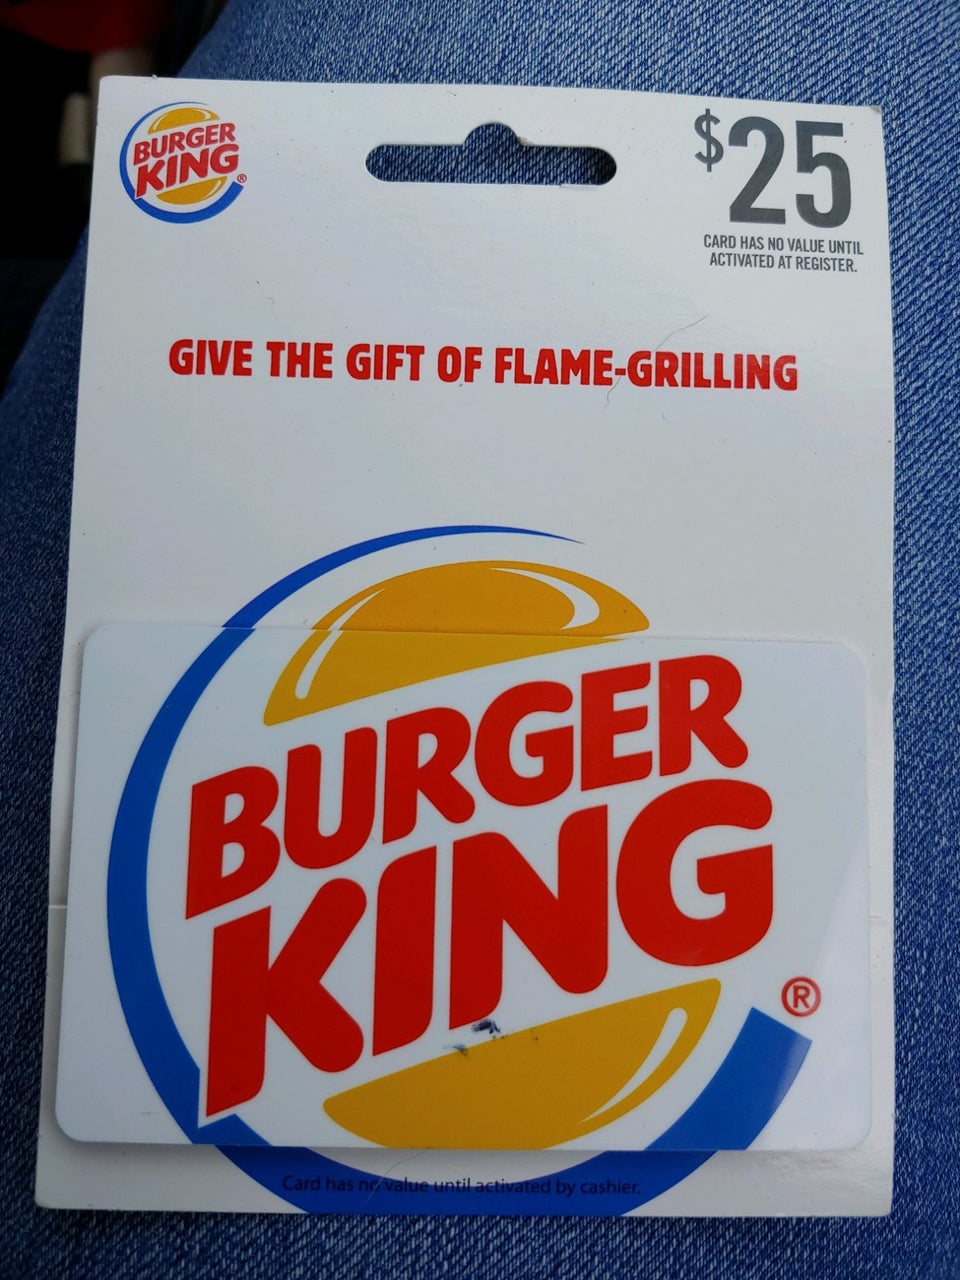 BURGER
KING®
$25
CARD HAS NO VALUE UNTIL
ACTIVATED AT REGISTER.
GIVE THE GIFT OF FLAME-GRILLING
BURGER
KING
®
Card has no value until activated by cashier.